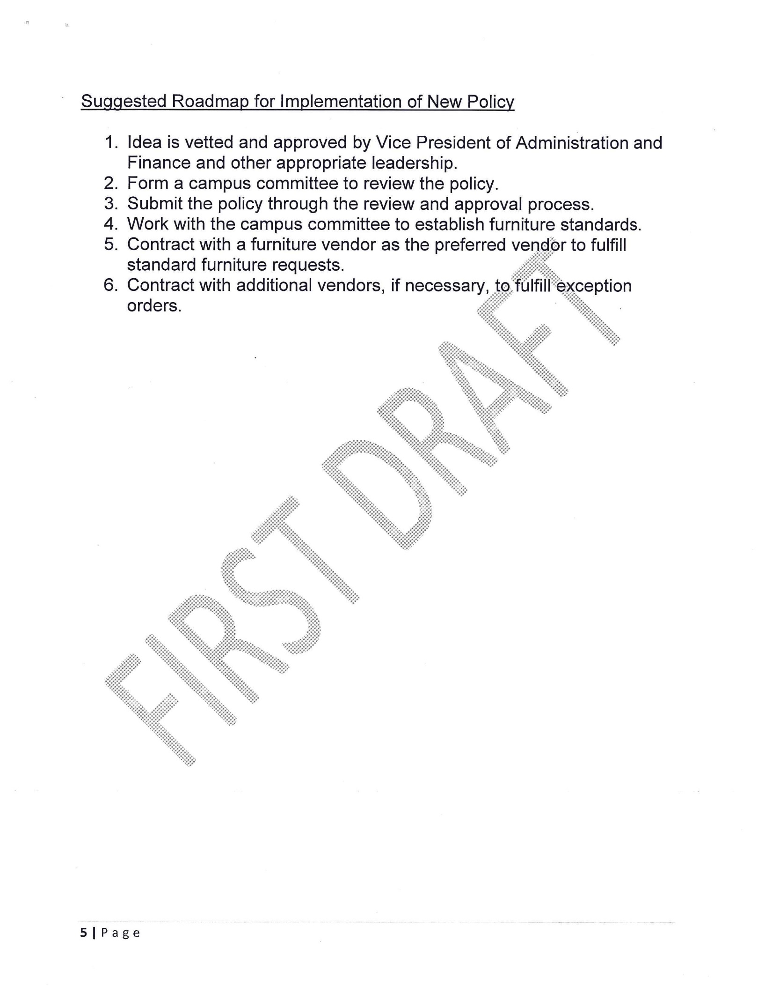 Suggested Roadmap for Implementation of New Policy
1. Idea is vetted and approved by Vice President of Administration and
Finance and other appropriate leadership.
2. Form a campus committee to review the policy.
3. Submit the policy through the review and approval process.
4. Work with the campus committee to establish furniture standards.
5. Contract with a furniture vendor as the preferred vendor to fulfill
standard furniture requests.
6. Contract with additional vendors, if necessary, to fulfill exception
orders.
FIRST DRAFT
5 | Page